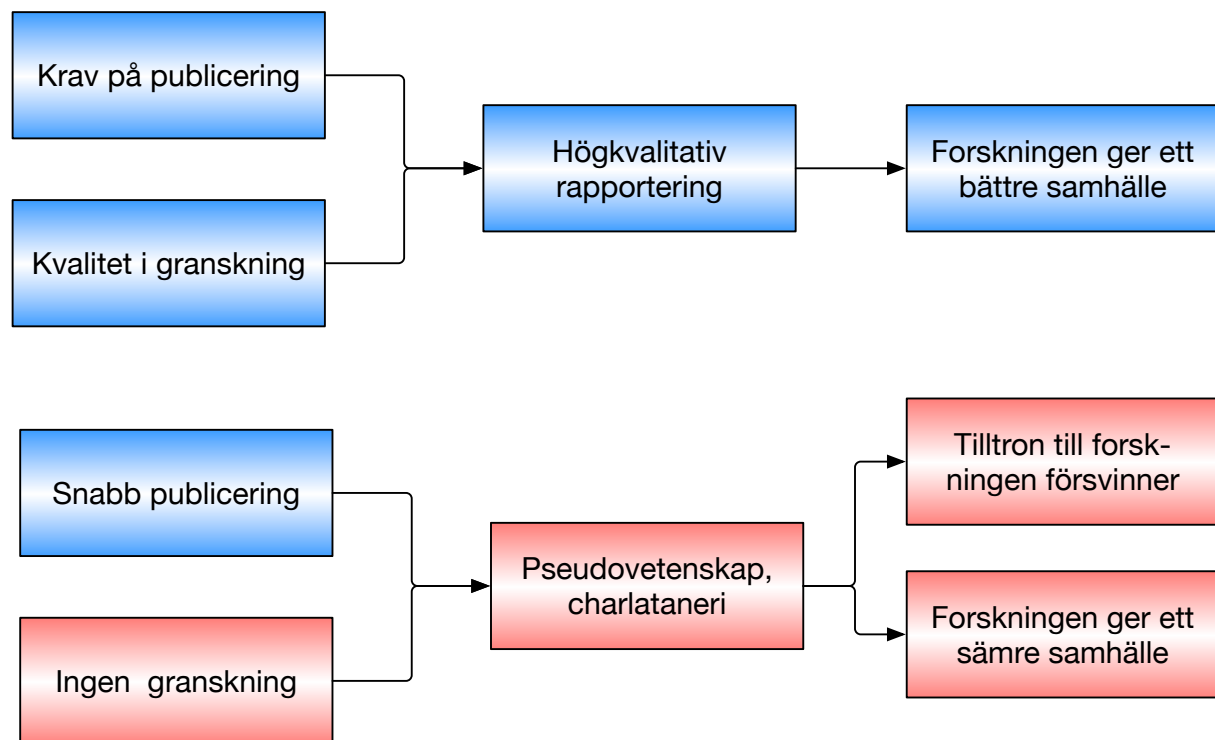 Krav på publicering
Kvalitet i granskning
Högkvalitativ
rapportering
Forskningen ger ett
bättre samhälle
Snabb publicering
Ingen  granskning
Pseudovetenskap,
charlataneri
Tilltron till forsk-
ningen försvinner
Forskningen ger ett
sämre samhälle